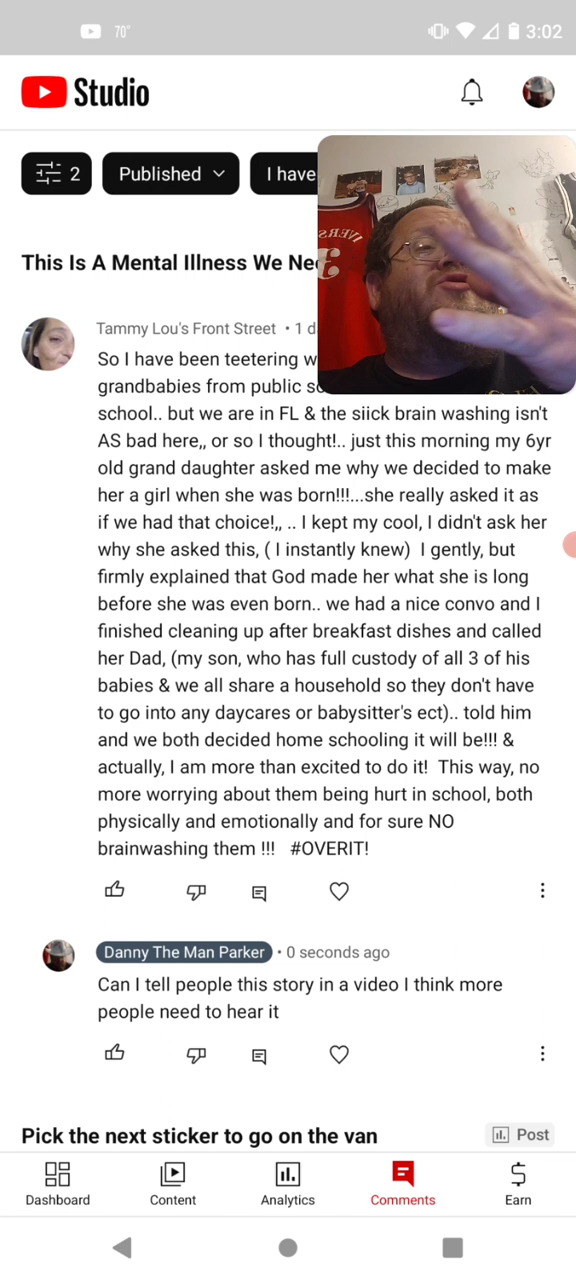 70°
3:02
Studio
2
Published
I have
This Is A Mental Illness We Ne
Tammy Lou's Front Street • 1 d
So I have been teetering w
grandbabies from public sc
school.. but we are in FL & the siick brain washing isn't
AS bad here,, or so I thought!.. just this morning my 6yr
old grand daughter asked me why we decided to make
her a girl when she was born!!!...she really asked it as
if we had that choice!,, .. I kept my cool, I didn't ask her
why she asked this, ( I instantly knew)  I gently, but
firmly explained that God made her what she is long
before she was even born.. we had a nice convo and I
finished cleaning up after breakfast dishes and called
her Dad, (my son, who has full custody of all 3 of his
babies & we all share a household so they don't have
to go into any daycares or babysitter's ect).. told him
and we both decided home schooling it will be!!! &
actually, I am more than excited to do it!  This way, no
more worrying about them being hurt in school, both
physically and emotionally and for sure NO
brainwashing them !!!   #OVERIT!
Danny The Man Parker • 0 seconds ago
Can I tell people this story in a video I think more
people need to hear it
Pick the next sticker to go on the van
Post
Dashboard
Content
Analytics
Comments
Earn